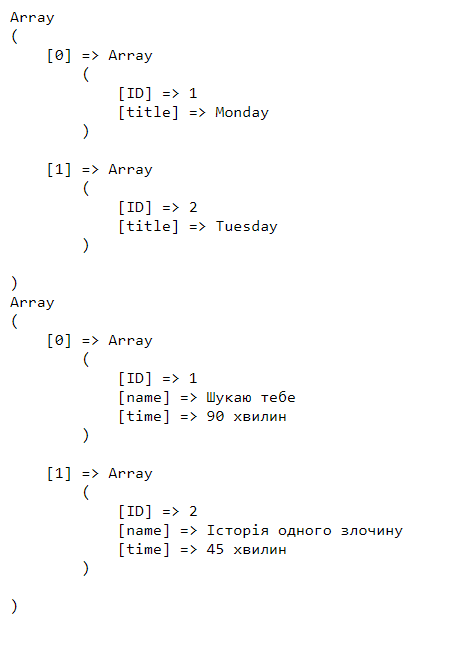 Array
(
    [0] => Array
        (
            [ID] => 1
            [title] => Monday
        )

    [1] => Array
        (
            [ID] => 2
            [title] => Tuesday
        )

)
Array
(
    [0] => Array
        (
            [ID] => 1
            [name] => Шукаю тебе
            [time] => 90 хвилин
        )

    [1] => Array
        (
            [ID] => 2
            [name] => Історія одного злочину
            [time] => 45 хвилин
        )

)